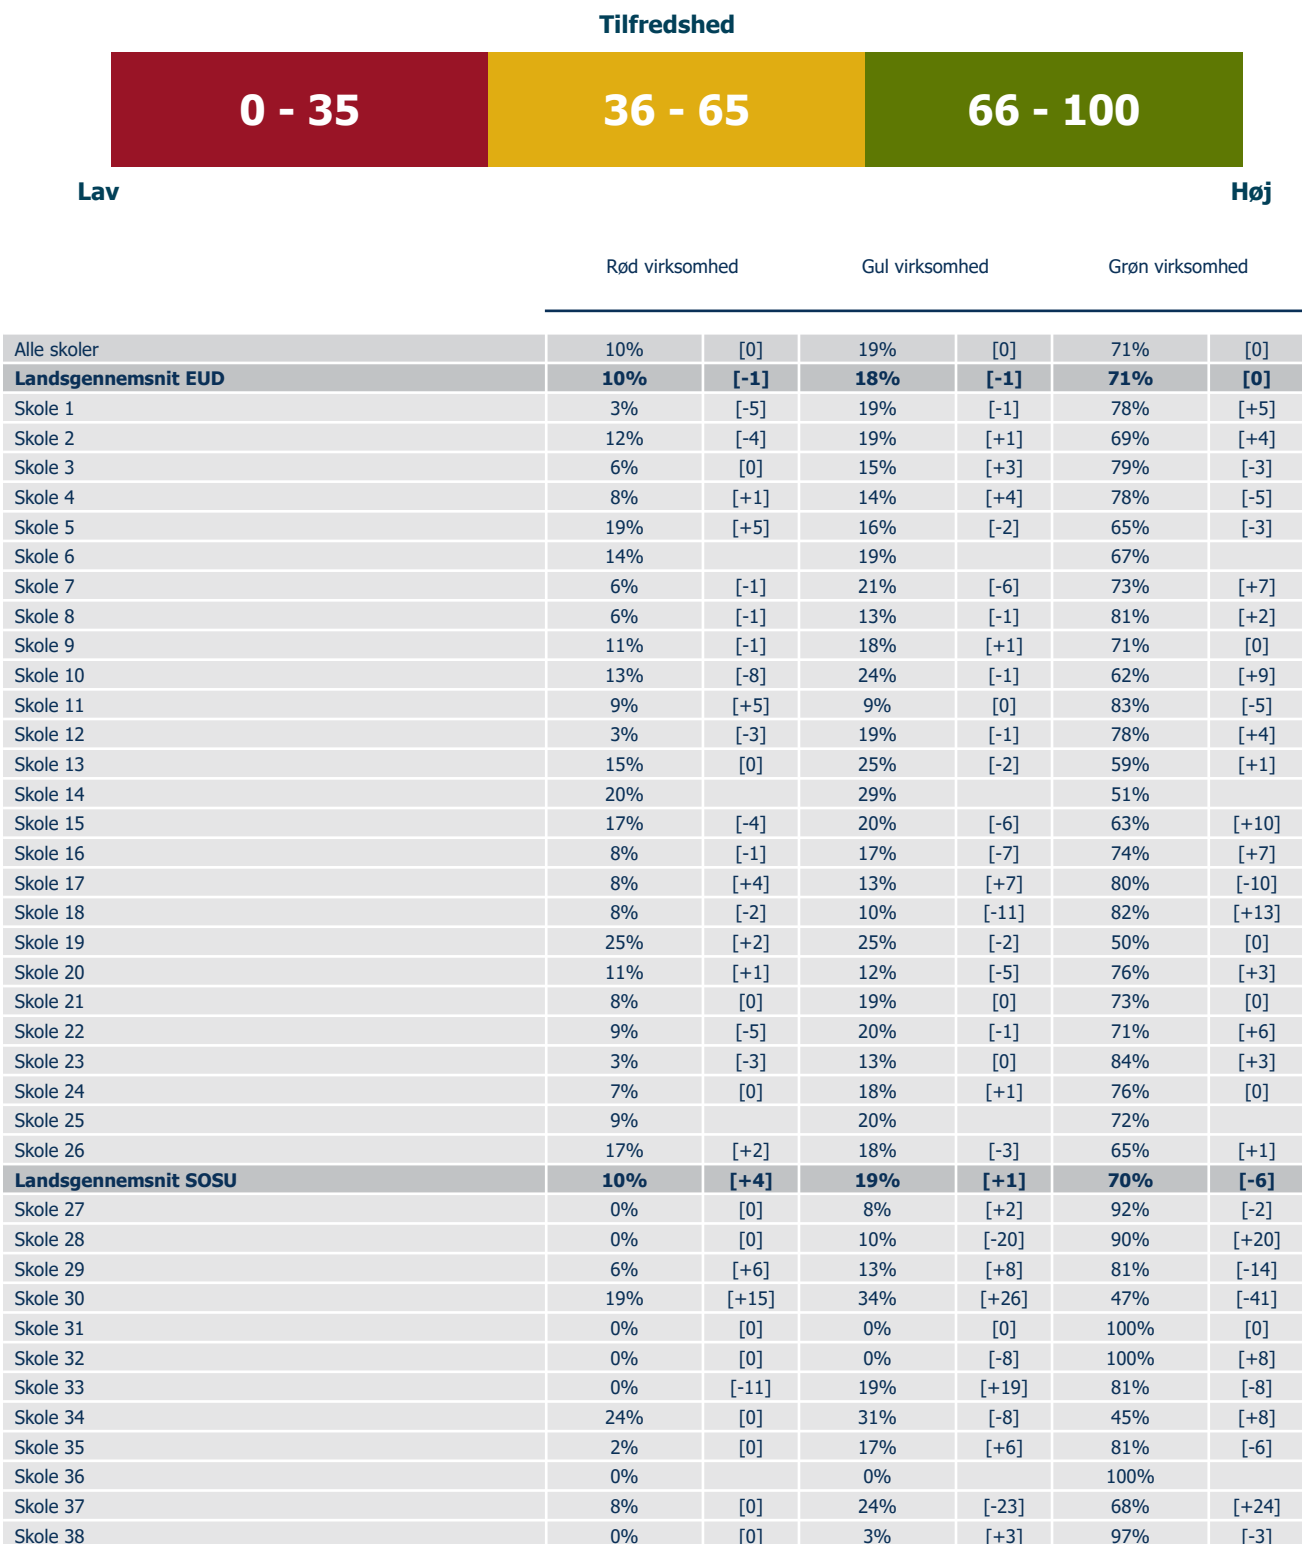 Tilfredshed
0 - 35 36 - 65 66 - 100
Lav Høj
Rød virksomhed Gul virksomhed Grøn virksomhed
Alle skoler 10% [0] 19% [0] 71% [0]
Landsgennemsnit EUD 10% [-1] 18% [-1] 71% [0]
Skole 1 3% [-5] 19% [-1] 78% [+5]
Skole 2 12% [-4] 19% [+1] 69% [+4]
Skole 3 6% [0] 15% [+3] 79% [-3]
Skole 4 8% [+1] 14% [+4] 78% [-5]
Skole 5 19% [+5] 16% [-2] 65% [-3]
Skole 6 14% 19% 67%
Skole 7 6% [-1] 21% [-6] 73% [+7]
Skole 8 6% [-1] 13% [-1] 81% [+2]
Skole 9 11% [-1] 18% [+1] 71% [0]
Skole 10 13% [-8] 24% [-1] 62% [+9]
Skole 11 9% [+5] 9% [0] 83% [-5]
Skole 12 3% [-3] 19% [-1] 78% [+4]
Skole 13 15% [0] 25% [-2] 59% [+1]
Skole 14 20% 29% 51%
Skole 15 17% [-4] 20% [-6] 63% [+10]
Skole 16 8% [-1] 17% [-7] 74% [+7]
Skole 17 8% [+4] 13% [+7] 80% [-10]
Skole 18 8% [-2] 10% [-11] 82% [+13]
Skole 19 25% [+2] 25% [-2] 50% [0]
Skole 20 11% [+1] 12% [-5] 76% [+3]
Skole 21 8% [0] 19% [0] 73% [0]
Skole 22 9% [-5] 20% [-1] 71% [+6]
Skole 23 3% [-3] 13% [0] 84% [+3]
Skole 24 7% [0] 18% [+1] 76% [0]
Skole 25 9% 20% 72%
Skole 26 17% [+2] 18% [-3] 65% [+1]
Landsgennemsnit SOSU 10% [+4] 19% [+1] 70% [-6]
Skole 27 0% [0] 8% [+2] 92% [-2]
Skole 28 0% [0] 10% [-20] 90% [+20]
Skole 29 6% [+6] 13% [+8] 81% [-14]
Skole 30 19% [+15] 34% [+26] 47% [-41]
Skole 31 0% [0] 0% [0] 100% [0]
Skole 32 0% [0] 0% [-8] 100% [+8]
Skole 33 0% [-11] 19% [+19] 81% [-8]
Skole 34 24% [0] 31% [-8] 45% [+8]
Skole 35 2% [0] 17% [+6] 81% [-6]
Skole 36 0% 0% 100%
Skole 37 8% [0] 24% [-23] 68% [+24]
Skole 38 0% [0] 3% [+3] 97% [-3]